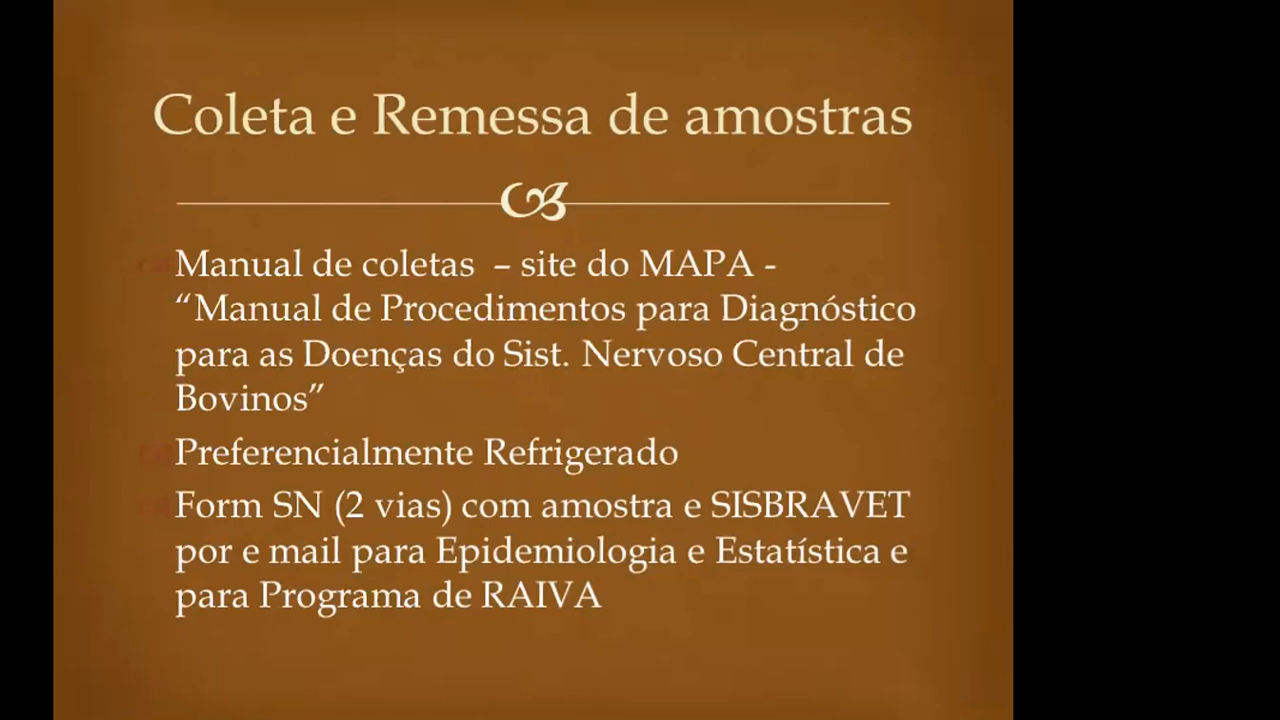 Coleta e Remessa de amostras
Manual de coletas – site do MAPA -
“Manual de Procedimentos para Diagnóstico
para as Doenças do Sist. Nervoso Central de
Bovinos”
Preferencialmente Refrigerado
Form SN (2 vias) com amostra e SISBRAVET
por e mail para Epidemiologia e Estatística e
para Programa de RAIVA